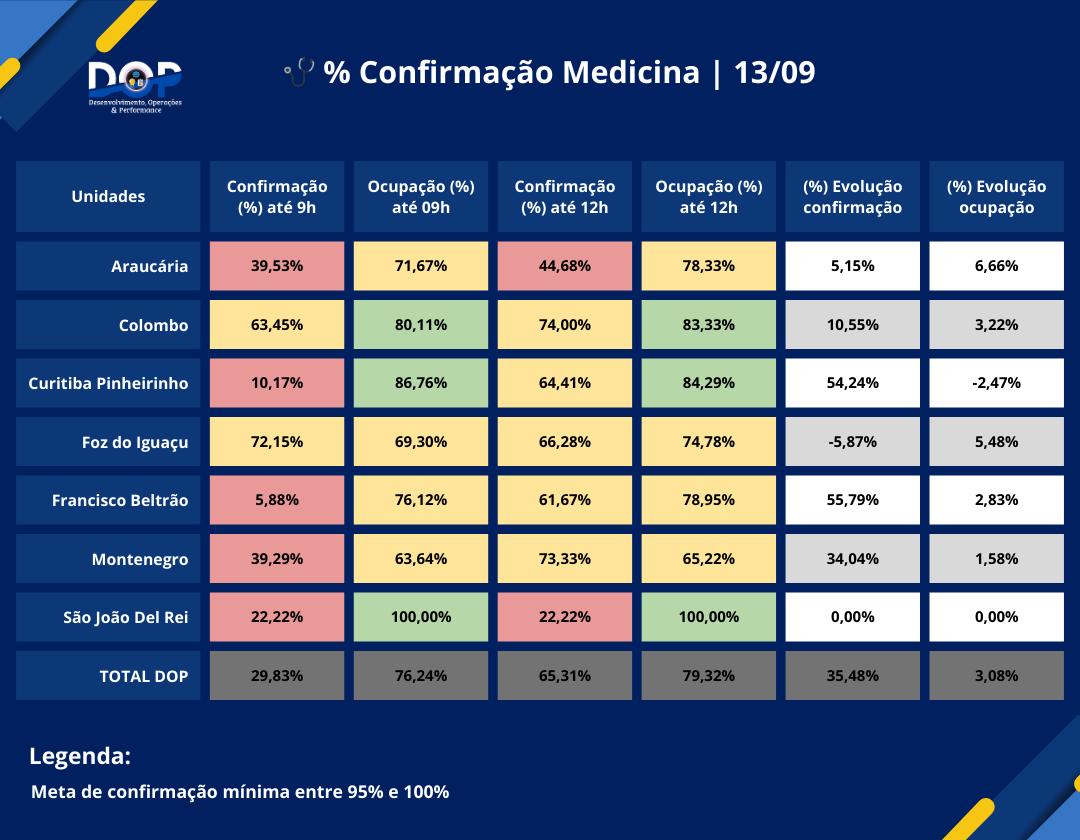 DOP
Desenvolvimento, Operações
& Performance
% Confirmação Medicina | 13/09
Unidades
Confirmação
(%) até 9h
Ocupação (%)
até 09h
Confirmação
(%) até 12h
Ocupação (%)
até 12h
(%) Evolução
confirmação
(%) Evolução
ocupação
Araucária 39,53% 71,67% 44,68% 78,33% 5,15% 6,66%
Colombo 63,45% 80,11% 74,00% 83,33% 10,55% 3,22%
Curitiba Pinheirinho 10,17% 86,76% 64,41% 84,29% 54,24% -2,47%
Foz do Iguaçu 72,15% 69,30% 66,28% 74,78% -5,87% 5,48%
Francisco Beltrão 5,88% 76,12% 61,67% 78,95% 55,79% 2,83%
Montenegro 39,29% 63,64% 73,33% 65,22% 34,04% 1,58%
São João Del Rei 22,22% 100,00% 22,22% 100,00% 0,00% 0,00%
TOTAL DOP 29,83% 76,24% 65,31% 79,32% 35,48% 3,08%
Legenda:
Meta de confirmação mínima entre 95% e 100%